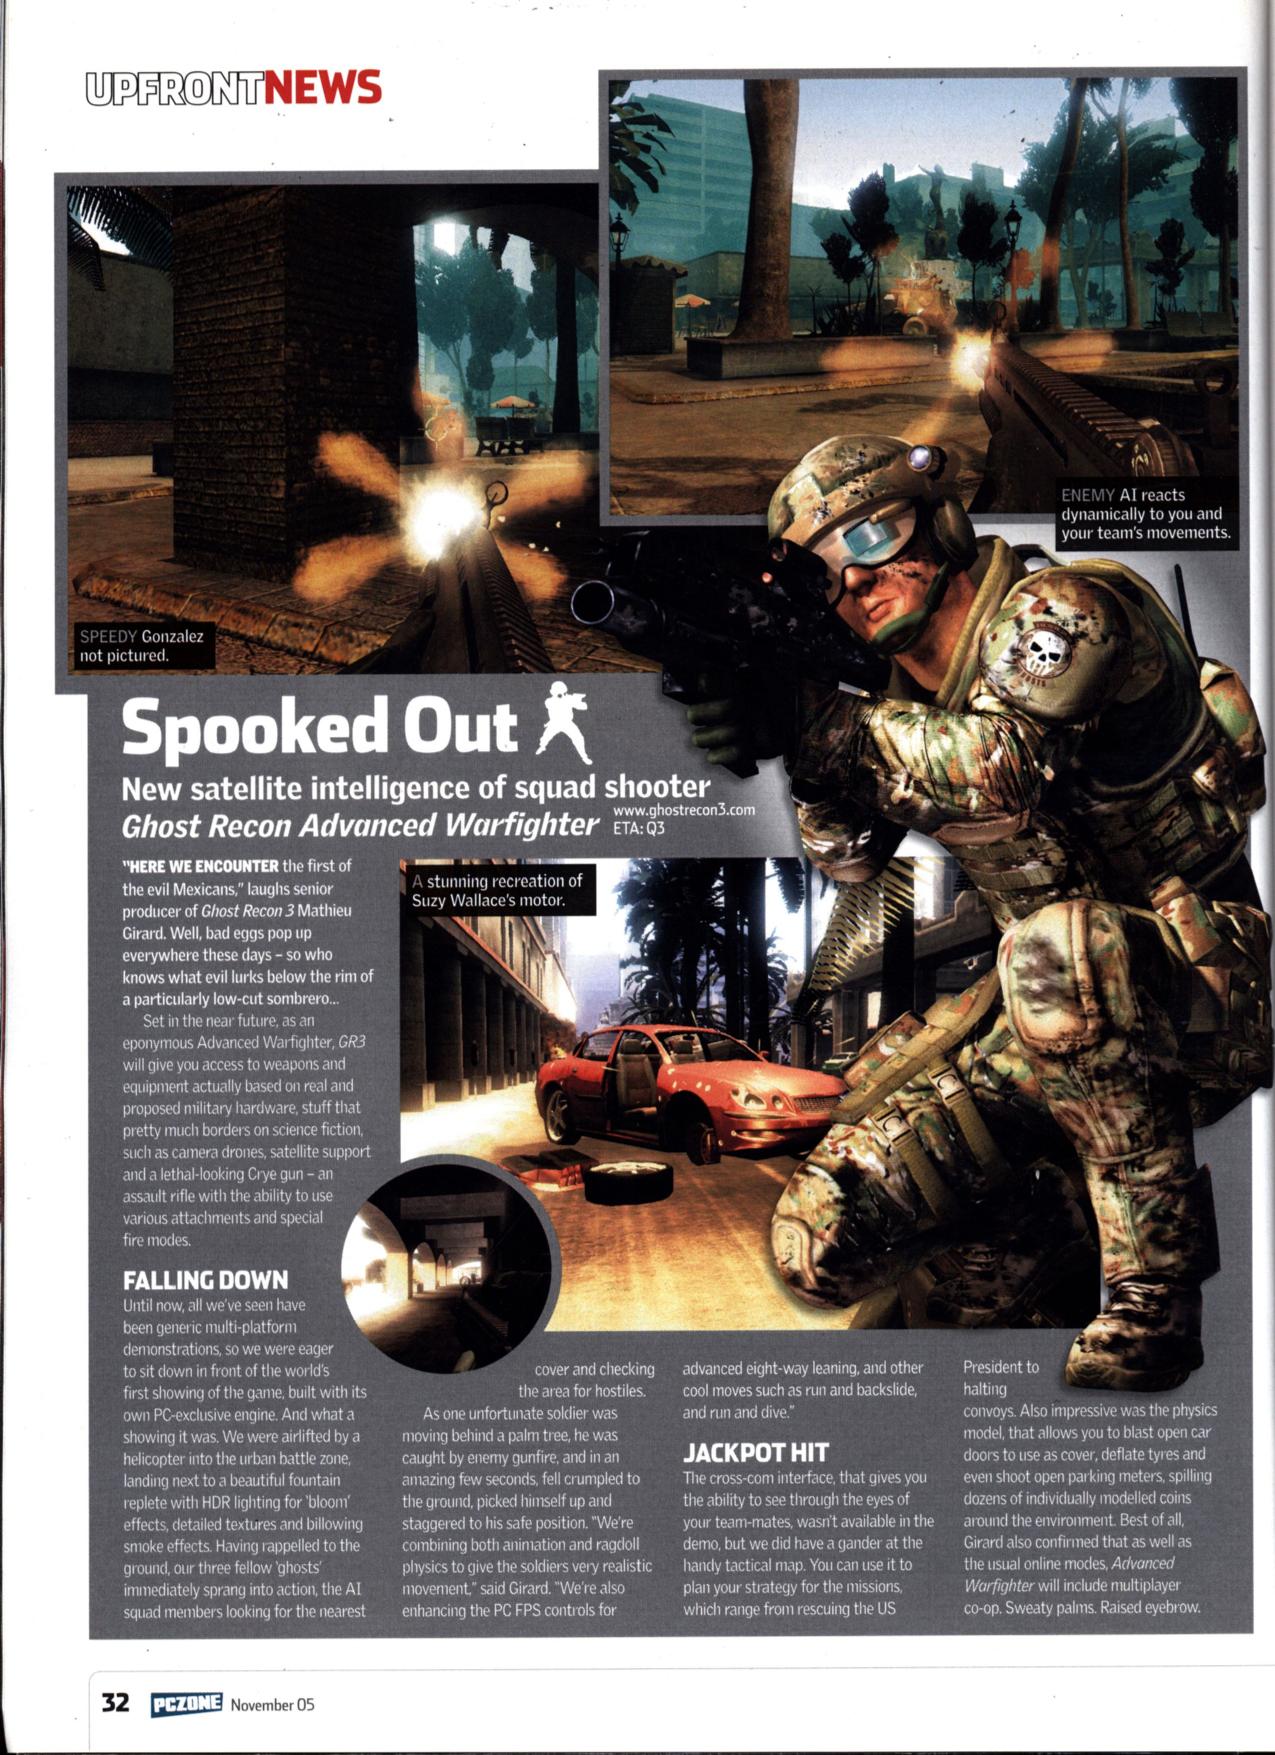 UPFRONTNEWS
SPEEDY Gonzalez
not pictured.
ENEMY AI reacts
dynamically to you and
your team's movements.
Spooked Out
New satellite intelligence of squad shooter
Ghost Recon Advanced Warfighter
www.ghostrecon3.com
ETA: Q3
"HERE WE ENCOUNTER the first of
the evil Mexicans," laughs senior
producer of Ghost Recon 3 Mathieu
Girard. Well, bad eggs pop up
everywhere these days – so who
knows what evil lurks below the rim of
a particularly low-cut sombrero...
Set in the near future, as an
eponymous Advanced Warfighter, GR3
will give you access to weapons and
equipment actually based on real and
proposed military hardware, stuff that
pretty much borders on science fiction,
such as camera drones, satellite support
and a lethal-looking Crye gun – an
assault rifle with the ability to use
various attachments and special
fire modes.
FALLING DOWN
Until now, all we've seen have
been generic multi-platform
demonstrations, so we were eager
to sit down in front of the world's
first showing of the game, built with its
own PC-exclusive engine. And what a
showing it was. We were airlifted by a
helicopter into the urban battle zone,
landing next to a beautiful fountain
replete with HDR lighting for 'bloom'
effects, detailed textures and billowing
smoke effects. Having rappelled to the
ground, our three fellow 'ghosts'
immediately sprang into action, the AI
squad members looking for the nearest
A stunning recreation of
Suzy Wallace's motor.
cover and checking
the area for hostiles.
As one unfortunate soldier was
moving behind a palm tree, he was
caught by enemy gunfire, and in an
amazing few seconds, fell crumpled to
the ground, picked himself up and
staggered to his safe position. "We're
combining both animation and ragdoll
physics to give the soldiers very realistic
movement," said Girard. "We're also
enhancing the PC FPS controls for
advanced eight-way leaning, and other
cool moves such as run and backslide,
and run and dive."
JACKPOT HIT
The cross-com interface, that gives you
the ability to see through the eyes of
your team-mates, wasn't available in the
demo, but we did have a gander at the
handy tactical map. You can use it to
plan your strategy for the missions,
which range from rescuing the US
President to
halting
convoys. Also impressive was the physics
model, that allows you to blast open car
doors to use as cover, deflate tyres and
even shoot open parking meters, spilling
dozens of individually modelled coins
around the environment. Best of all,
Girard also confirmed that as well as
the usual online modes, Advanced
Warfighter will include multiplayer
co-op. Sweaty palms. Raised eyebrow.
32 PCZONE November 05